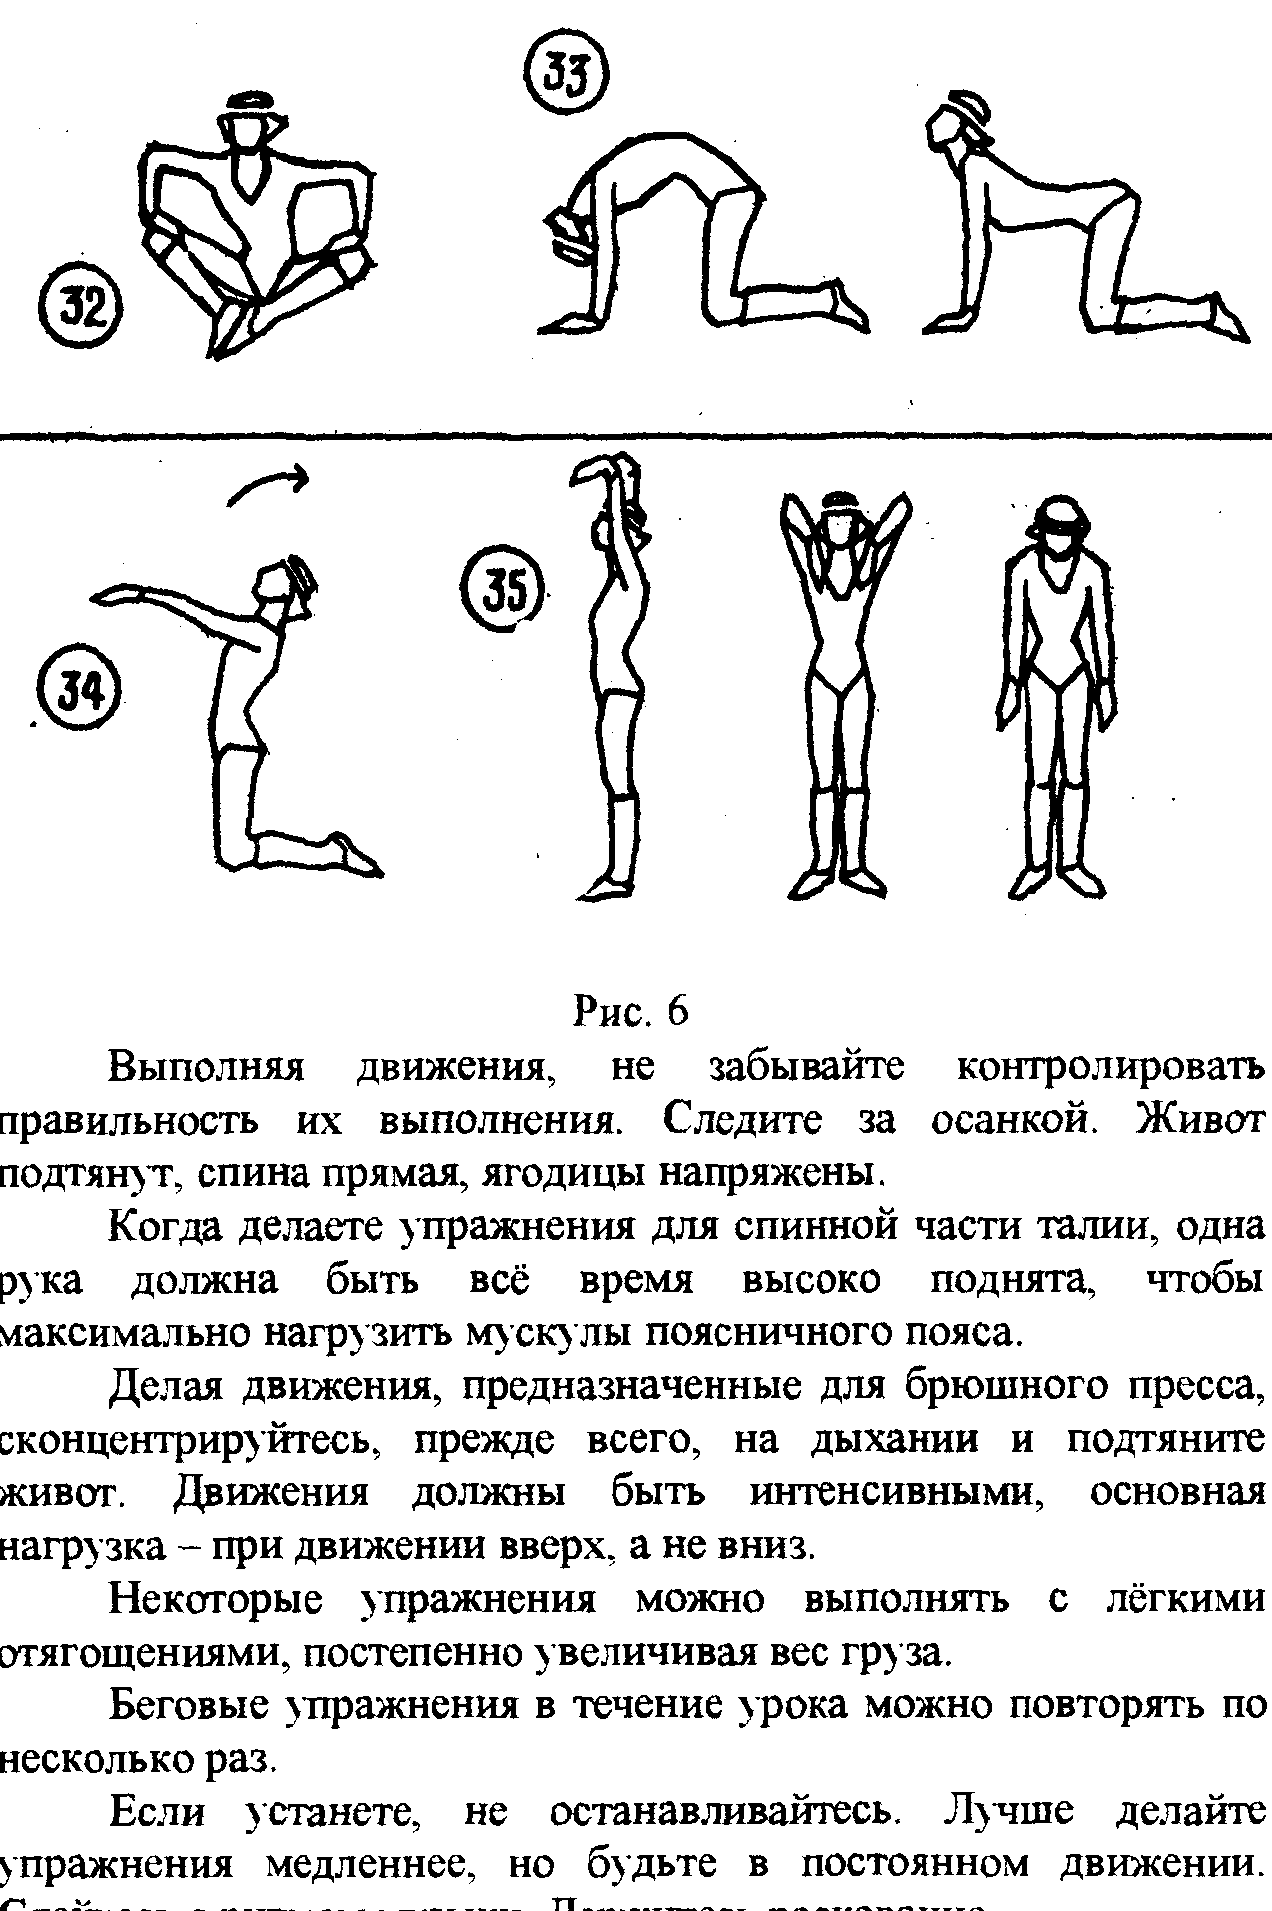 33
32
35
34
Рис. 6
Выполняя движения, не забывайте контролировать
правильность их выполнения. Следите за осанкой. Живот
подтянут, спина прямая, ягодицы напряжены.
Когда делаете упражнения для спинной части талии, одна
рука должна быть всё время высоко поднята, чтобы
максимально нагрузить мускулы поясничного пояса.
Делая движения, предназначенные для брюшного пресса,
сконцентрируйтесь, прежде всего, на дыхании и подтяните
живот. Движения должны быть интенсивными, основная
нагрузка – при движении вверх, а не вниз.
Некоторые упражнения можно выполнять с лёгкими
отягощениями, постепенно увеличивая вес груза.
Беговые упражнения в течение урока можно повторять по
несколько раз.
Если устанете, не останавливайтесь. Лучше делайте
упражнения медленнее, но будьте в постоянном движении.